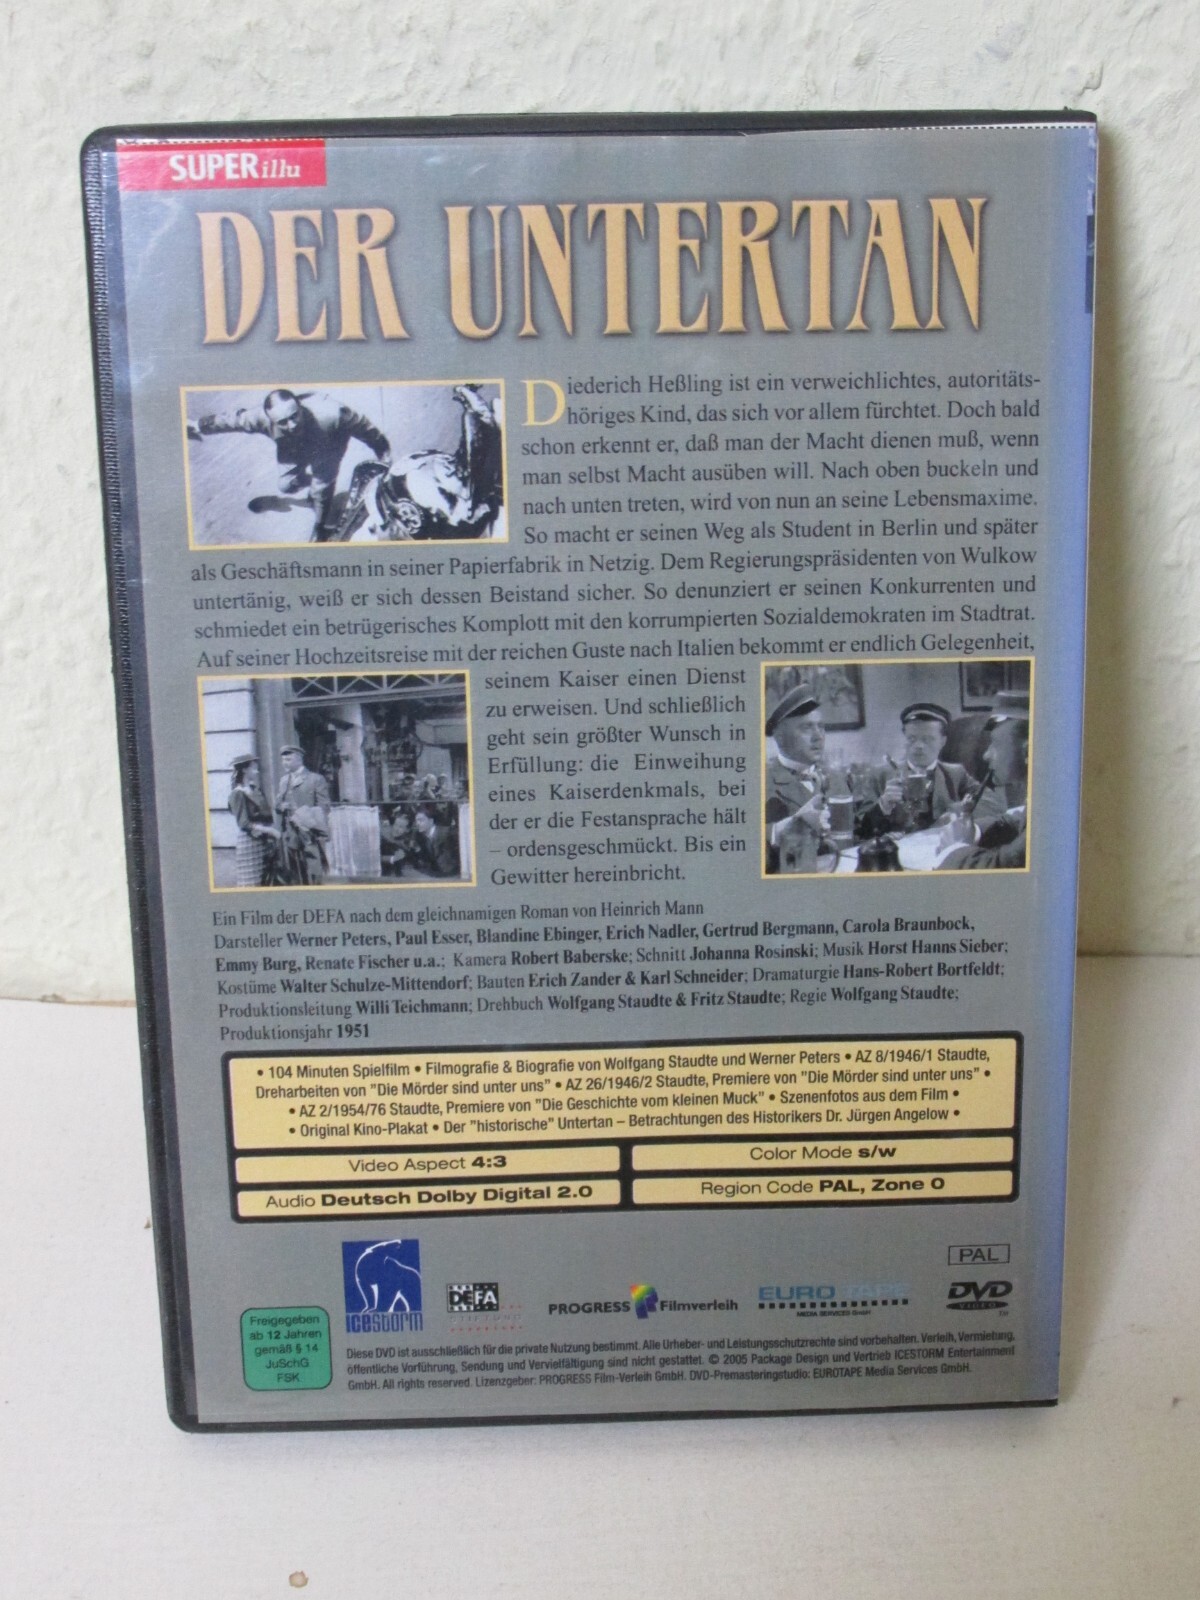 SUPERillu
DER UNTERTAN
Diederich Heßling ist ein verweichlichtes, autoritäts-
höriges Kind, das sich vor allem fürchtet. Doch bald
schon erkennt er, daß man der Macht dienen muß, wenn
man selbst Macht ausüben will. Nach oben buckeln und
nach unten treten, wird von nun an seine Lebensmaxime.
So macht er seinen Weg als Student in Berlin und später
als Geschäftsmann in seiner Papierfabrik in Netzig. Dem Regierungspräsidenten von Wulkow
untertänig, weiß er sich dessen Beistand sicher. So denunziert er seinen Konkurrenten und
schmiedet ein betrügerisches Komplott mit den korrumpierten Sozialdemokraten im Stadtrat.
Auf seiner Hochzeitsreise mit der reichen Guste nach Italien bekommt er endlich Gelegenheit,
seinem Kaiser einen Dienst
zu erweisen. Und schließlich
geht sein größter Wunsch in
Erfüllung: die Einweihung
eines Kaiserdenkmals, bei
der er die Festansprache hält
– ordensgeschmückt. Bis ein
Gewitter hereinbricht.
Ein Film der DEFA nach dem gleichnamigen Roman von Heinrich Mann
Darsteller Werner Peters, Paul Esser, Blandine Ebinger, Erich Nadler, Gertrud Bergmann, Carola Braunbock,
Emmy Burg, Renate Fischer u.a.; Kamera Robert Baberske; Schnitt Johanna Rosinski; Musik Horst Hanns Sieber;
Kostüme Walter Schulze-Mittendorf; Bauten Erich Zander & Karl Schneider; Dramaturgie Hans-Robert Bortfeldt;
Produktionsleitung Willi Teichmann; Drehbuch Wolfgang Staudte & Fritz Staudte; Regie Wolfgang Staudte;
Produktionsjahr 1951
• 104 Minuten Spielfilm • Filmografie & Biografie von Wolfgang Staudte und Werner Peters • AZ 8/1946/1 Staudte,
Dreharbeiten von "Die Mörder sind unter uns" • AZ 26/1946/2 Staudte, Premiere von "Die Mörder sind unter uns" •
• AZ 2/1954/76 Staudte, Premiere von "Die Geschichte vom kleinen Muck" • Szenenfotos aus dem Film •
• Original Kino-Plakat • Der "historische" Untertan – Betrachtungen des Historikers Dr. Jürgen Angelow •
Video Aspect 4:3
Color Mode s/w
Audio Deutsch Dolby Digital 2.0
Region Code PAL, Zone 0
PAL
icestorm
DEFA
STIFTUNG
PROGRESS Filmverleih
EURO TAPE
MEDIA SERVICES GmbH
DVD
VIDEO
TM
Freigegeben
ab 12 Jahren
gemäß § 14
JuSchG
FSK
Diese DVD ist ausschließlich für die private Nutzung bestimmt. Alle Urheber- und Leistungsschutzrechte sind vorbehalten. Verleih, Vermietung,
öffentliche Vorführung, Sendung und Vervielfältigung sind nicht gestattet. © 2005 Package Design und Vertrieb ICESTORM Entertainment
GmbH. All rights reserved. Lizenzgeber: PROGRESS Film-Verleih GmbH. DVD-Premasteringstudio: EUROTAPE Media Services GmbH.